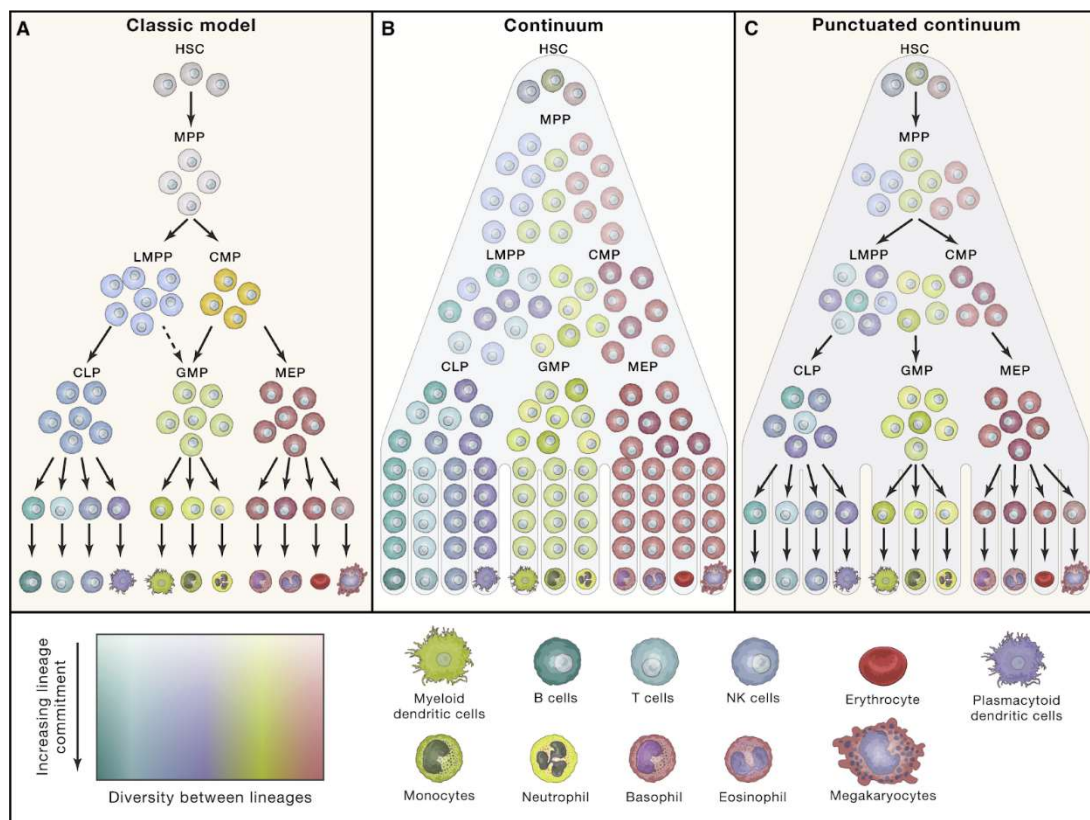 A
Classic model
HSC
MPP
LMPP
CMP
CLP
GMP
MEP
B
Continuum
HSC
MPP
LMPP
CMP
CLP
GMP
MEP
C
Punctuated continuum
HSC
MPP
LMPP
CMP
CLP
GMP
MEP
Increasing lineage
commitment
Diversity between lineages
Myeloid
dendritic cells
B cells
T cells
NK cells
Erythrocyte
Plasmacytoid
dendritic cells
Monocytes
Neutrophil
Basophil
Eosinophil
Megakaryocytes